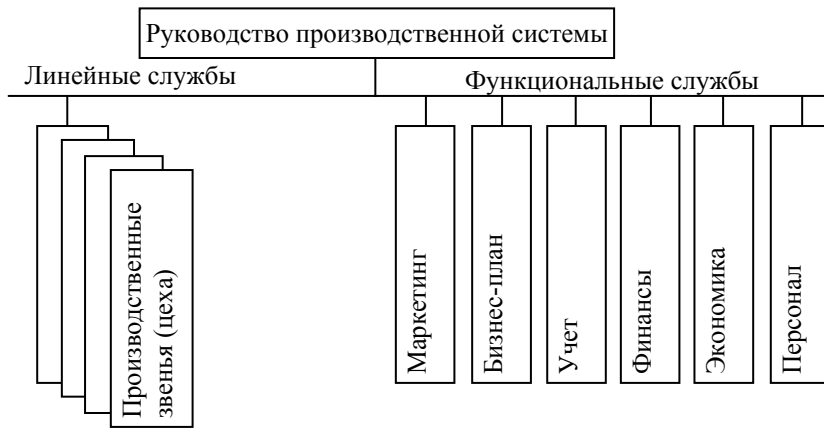 Руководство производственной системы
Линейные службы
Функциональные службы
Производственные
звенья (цеха)
Маркетинг
Бизнес-план
Учет
Финансы
Экономика
Персонал